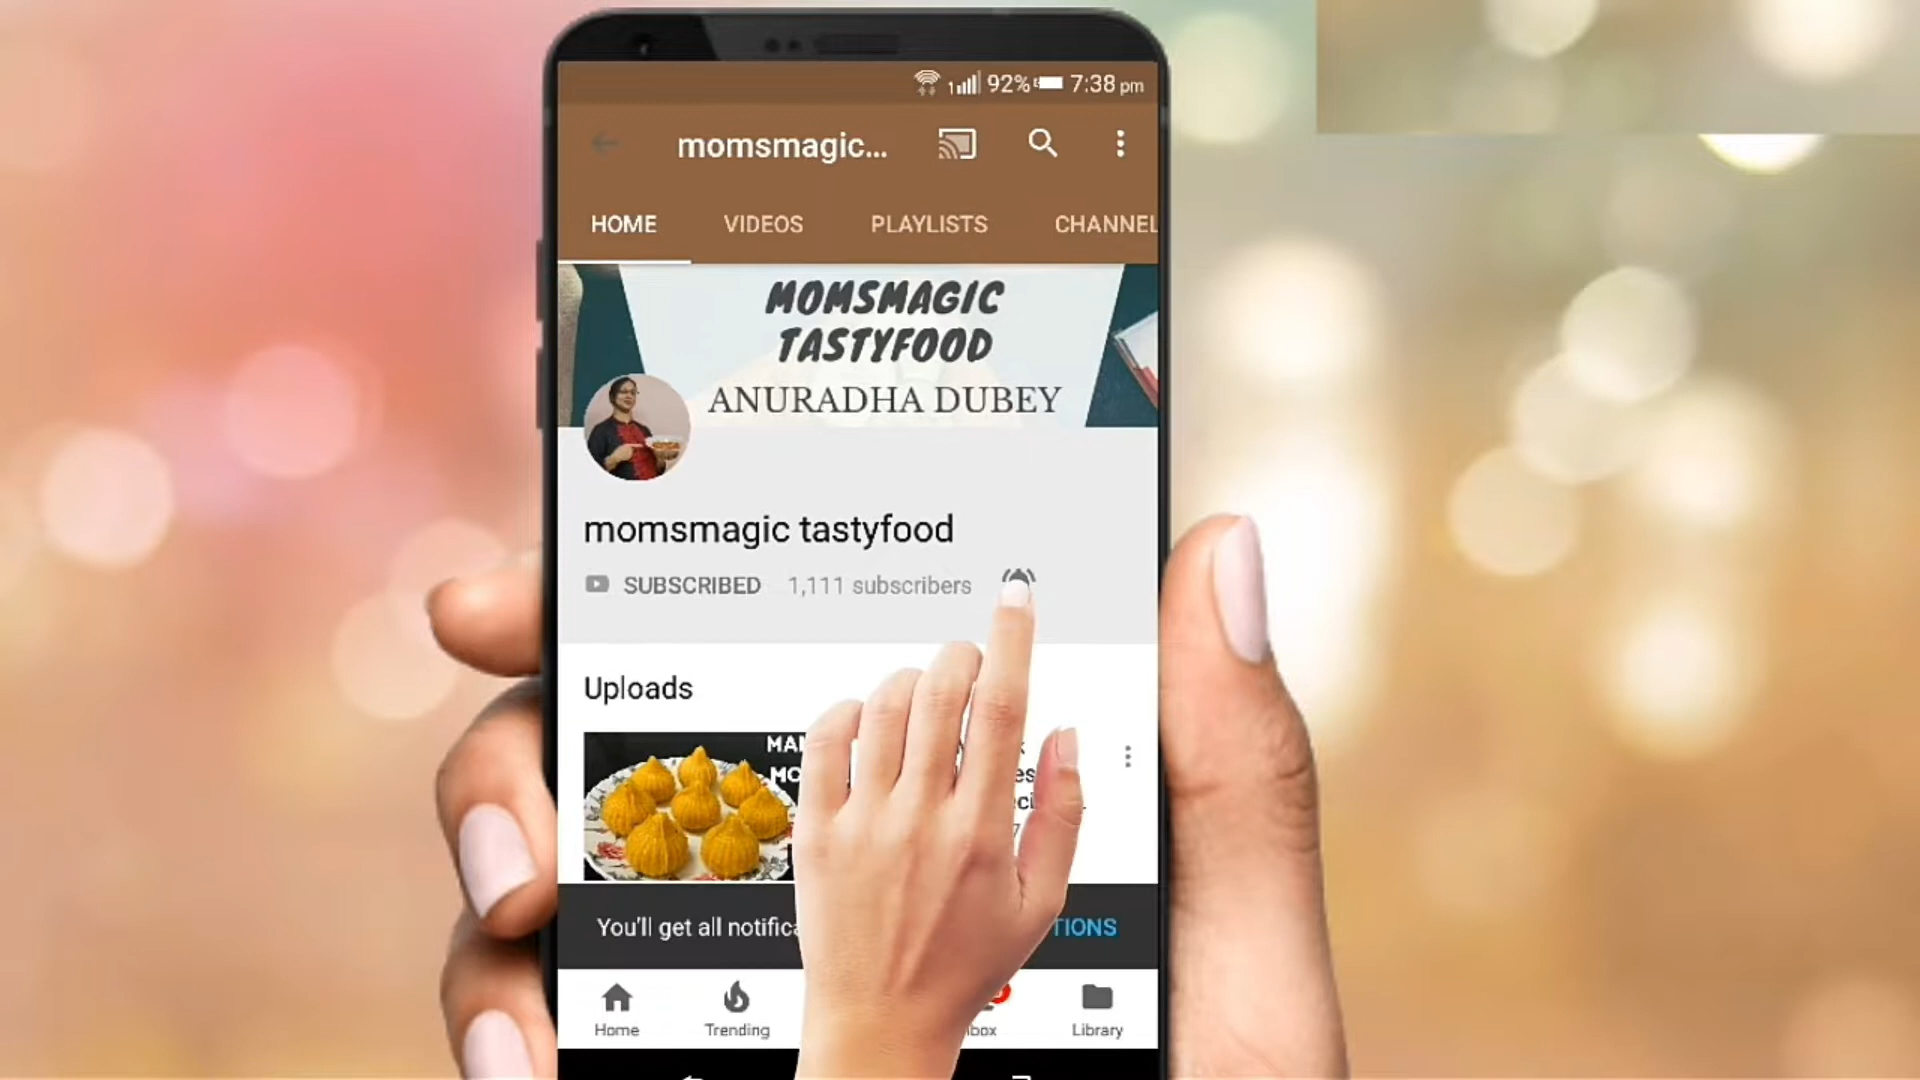 92% 7:38 pm
momsmagic...
HOME VIDEOS PLAYLISTS CHANNEL
MOMSMAGIC
TASTYFOOD
ANURADHA DUBEY
momsmagic tastyfood
SUBSCRIBED 1,111 subscribers
Uploads
You'll get all
Home Trending Library